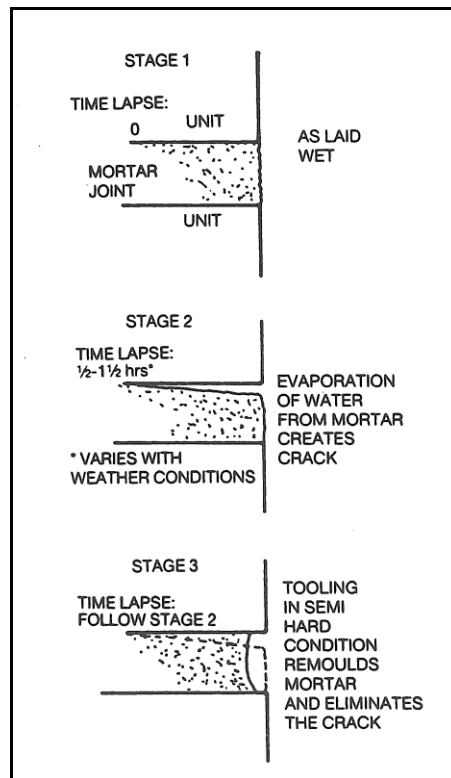 STAGE 1
TIME LAPSE:
0
UNIT
MORTAR
JOINT
UNIT
AS LAID
WET
STAGE 2
TIME LAPSE:
½-1½ hrs*
* VARIES WITH
WEATHER CONDITIONS
EVAPORATION
OF WATER
FROM MORTAR
CREATES
CRACK
STAGE 3
TIME LAPSE:
FOLLOW STAGE 2
TOOLING
IN SEMI
HARD
CONDITION
REMOULDS
MORTAR
AND ELIMINATES
THE CRACK